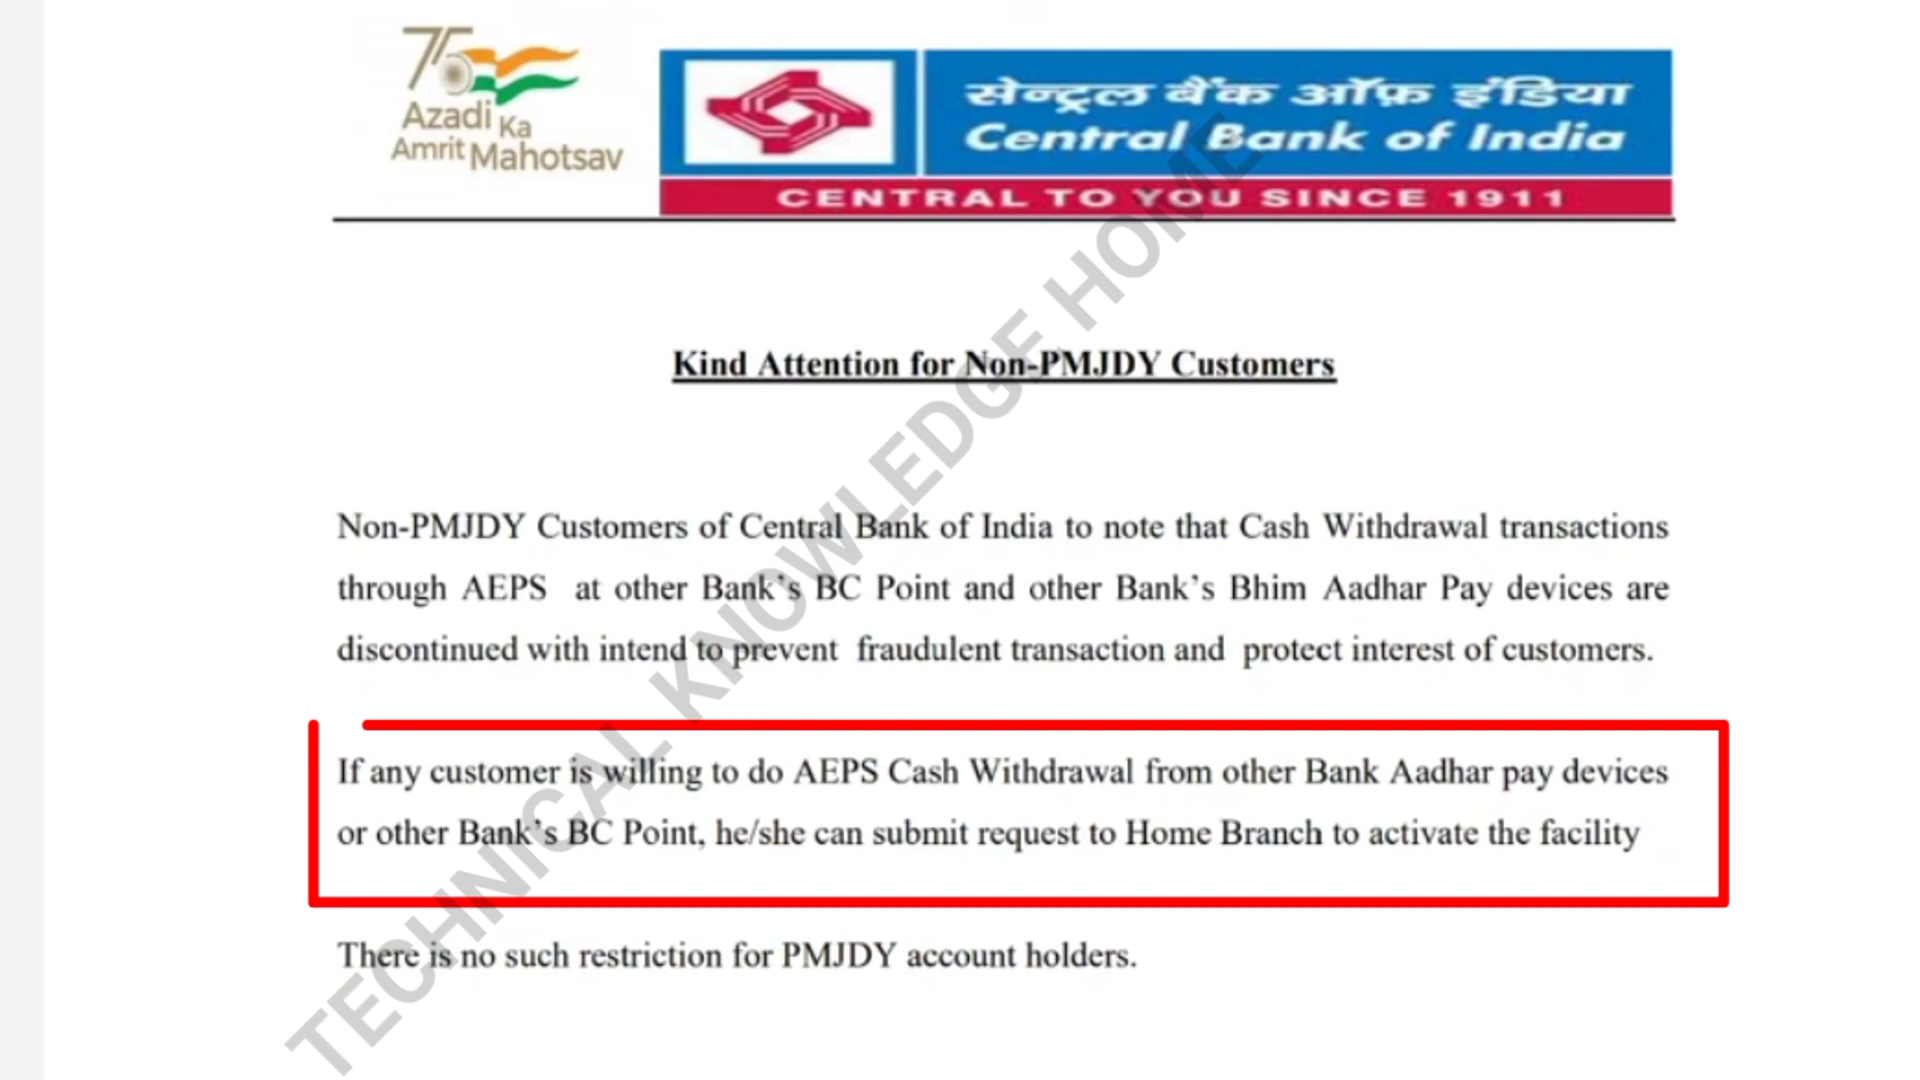 75
Azadi Ka
Amrit Mahotsav
सेन्ट्रल बैंक ऑफ़ इंडिया
Central Bank of India
CENTRAL TO YOU SINCE 1911
Kind Attention for Non-PMJDY Customers
Non-PMJDY Customers of Central Bank of India to note that Cash Withdrawal transactions
through AEPS at other Bank's BC Point and other Bank's Bhim Aadhar Pay devices are
discontinued with intend to prevent fraudulent transaction and protect interest of customers.
If any customer is willing to do AEPS Cash Withdrawal from other Bank Aadhar pay devices
or other Bank's BC Point, he/she can submit request to Home Branch to activate the facility
There is no such restriction for PMJDY account holders.
TECHNICAL KNOWLEDGE HOME